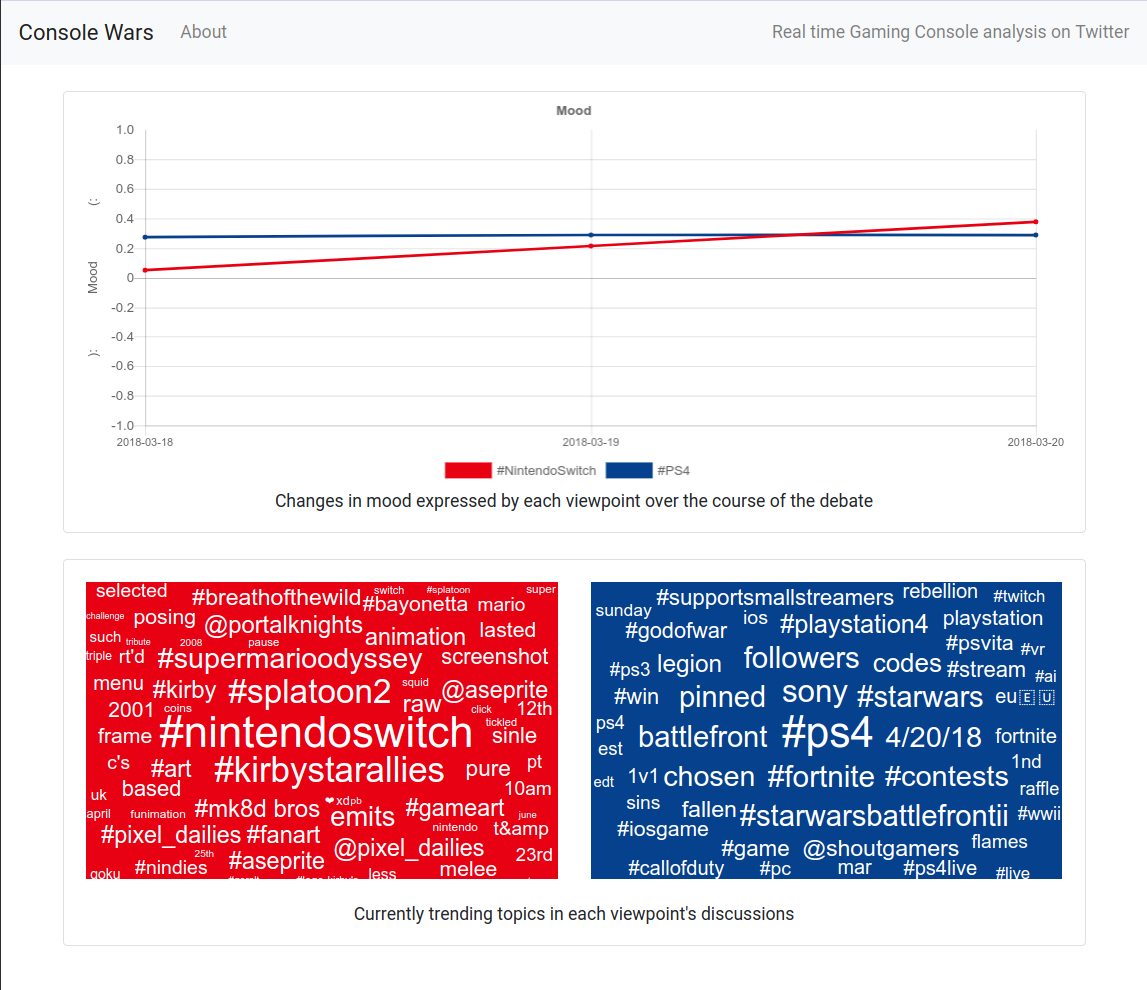 Console Wars About Real time Gaming Console analysis on Twitter
Mood
1.0
0.8
0.6
0.4
0.2
0
-0.2
-0.4
-0.6
-0.8
-1.0
): Mood (:
2018-03-18 2018-03-19 2018-03-20
#NintendoSwitch #PS4
Changes in mood expressed by each viewpoint over the course of the debate
selected switch #splatoon super
#breathofthewild #bayonetta mario
challenge posing @portalknights
such tribute 2008 pause animation lasted
triple rt'd #supermarioodyssey screenshot
menu #kirby #splatoon2 squid @aseprite
2001 coins raw click 12th
frame #nintendoswitch tickled sinle
c's #art #kirbystarallies pure pt
uk based 10am
april funimation #mk8d bros ❤xdpb emits #gameart june
#pixel_dailies #fanart nintendo t&amp
25th @pixel_dailies 23rd
#nindies #aseprite melee
goku less
sunday #supportsmallstreamers rebellion #twitch
#godofwar ios #playstation4 playstation
#psvita #vr
#ps3 legion followers codes #stream #ai
#win pinned sony #starwars eu🇪 🇺
ps4 battlefront #ps4 4/20/18 fortnite
est 1nd
edt 1v1 chosen #fortnite #contests raffle
sins fallen #starwarsbattlefrontii #wwii
#iosgame
#game @shoutgamers flames
#callofduty #pc mar #ps4live #live
Currently trending topics in each viewpoint's discussions